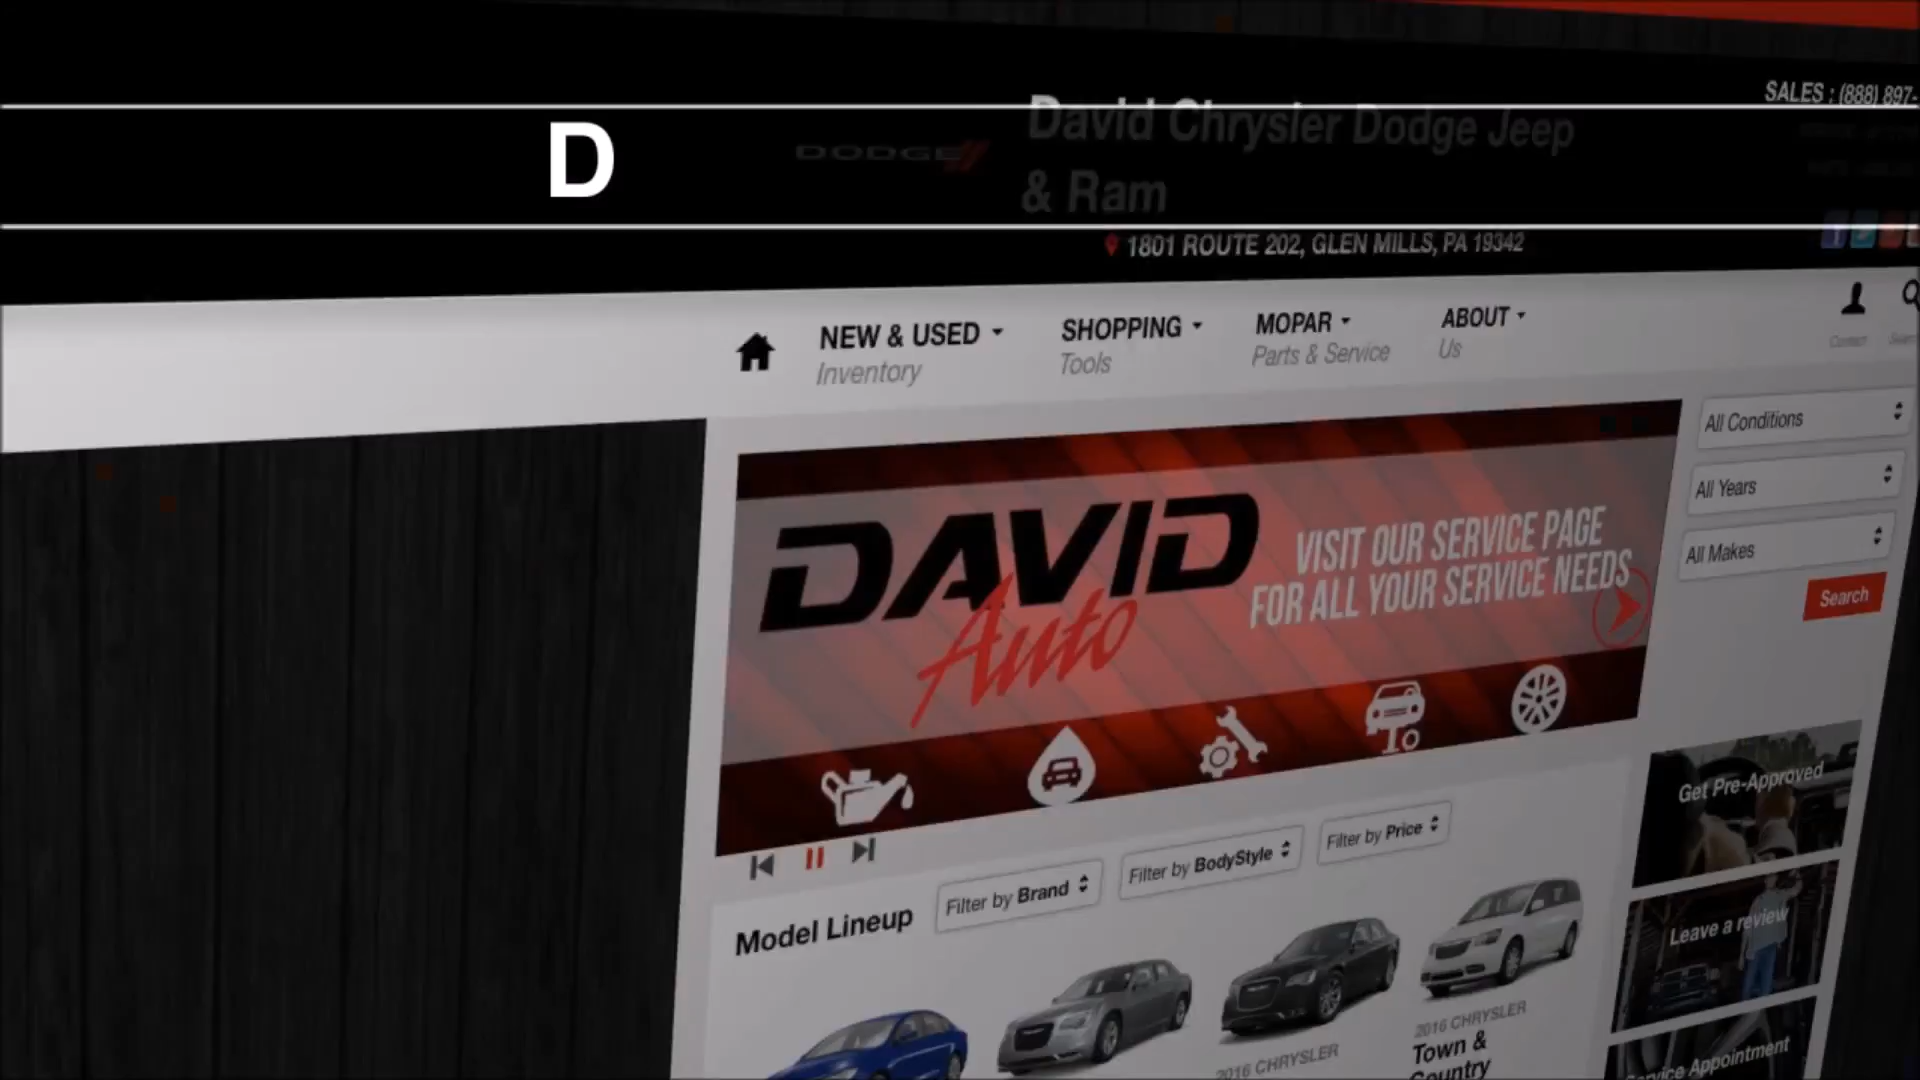 SALES : (888) 897-
D
DODGE
David Chrysler Dodge Jeep
& Ram
1801 ROUTE 202, GLEN MILLS, PA 19342
NEW & USED
Inventory
SHOPPING
Tools
MOPAR
Parts & Service
ABOUT
Us
Contact
All Conditions
All Years
All Makes
Search
DAVID
Auto
VISIT OUR SERVICE PAGE
FOR ALL YOUR SERVICE NEEDS
Get Pre-Approved
Leave a review
Service Appointment
Model Lineup
Filter by Brand
Filter by BodyStyle
Filter by Price
2016 CHRYSLER
2016 CHRYSLER
Town &
Country